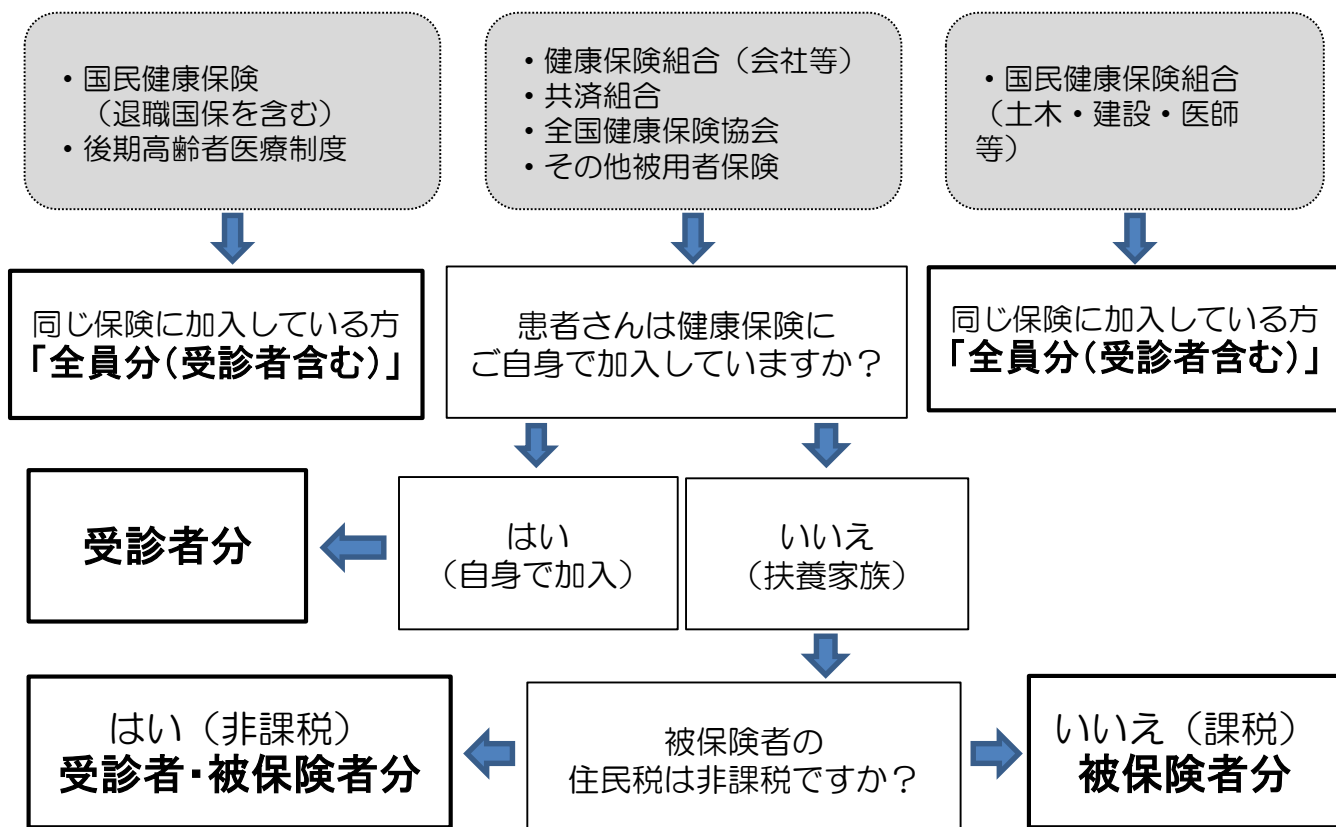 ・国民健康保険
（退職国保を含む）
・後期高齢者医療制度
・健康保険組合（会社等）
・共済組合
・全国健康保険協会
・その他被用者保険
・国民健康保険組合
（土木・建設・医師
等）
同じ保険に加入している方
「全員分（受診者含む）」
患者さんは健康保険に
ご自身で加入していますか？
同じ保険に加入している方
「全員分（受診者含む）」
受診者分
はい
（自身で加入）
いいえ
（扶養家族）
はい（非課税）
受診者・被保険者分
被保険者の
住民税は非課税ですか？
いいえ（課税）
被保険者分